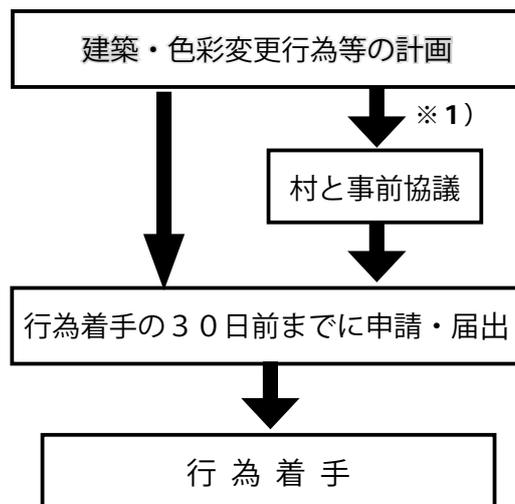 建築・色彩変更行為等の計画
※1）
村と事前協議
行為着手の３０日前までに申請・届出
行 為 着 手